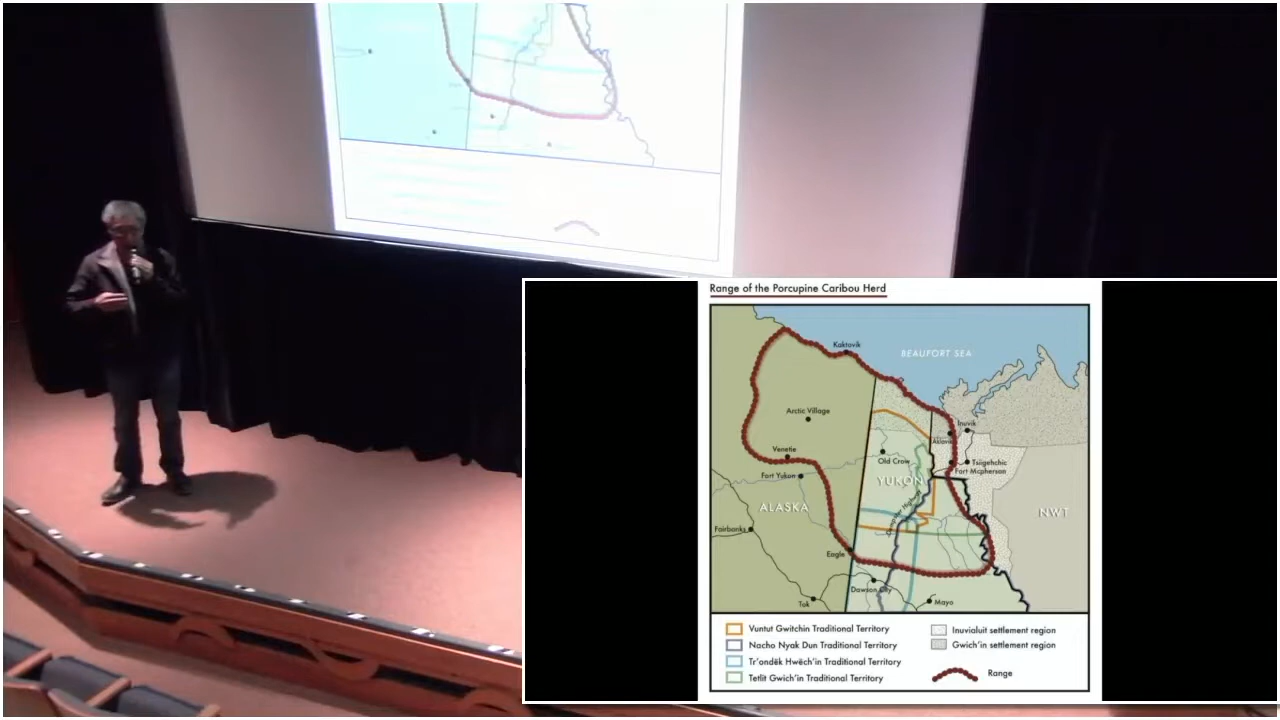 Range of the Porcupine Caribou Herd
BEAUFORT SEA
Kaktovik
Arctic Village
Inuvik
Aklavik
Venetie
Old Crow
Tsiigehchic
Fort Mcpherson
Fort Yukon
YUKON
ALASKA
NWT
Fairbanks
Dempster Highway
Eagle
Dawson City
Tok
Mayo
Vuntut Gwitchin Traditional Territory
Nacho Nyak Dun Traditional Territory
Tr'ondëk Hwëch'in Traditional Territory
Tetlit Gwich'in Traditional Territory
Inuvialuit settlement region
Gwich'in settlement region
Range